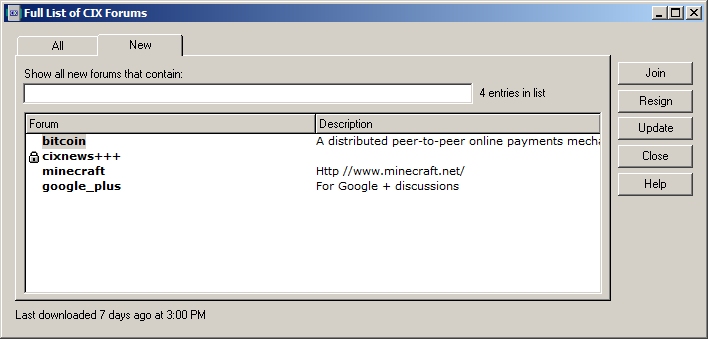 Full List of CIX Forums
All New
Show all new forums that contain:
4 entries in list
Forum Description
bitcoin A distributed peer-to-peer online payments mecha
cixnews+++
minecraft Http //www.minecraft.net/
google_plus For Google + discussions
Join
Resign
Update
Close
Help
Last downloaded 7 days ago at 3:00 PM